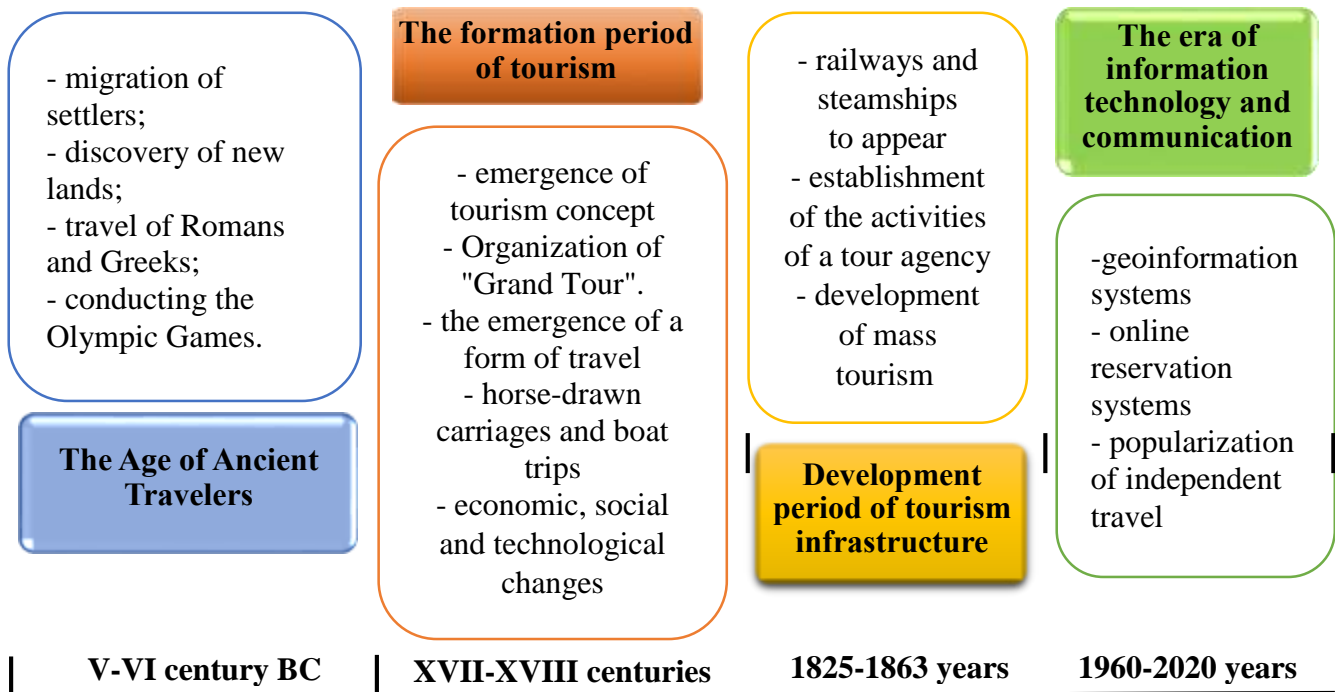 - migration of
settlers;
- discovery of new
lands;
- travel of Romans
and Greeks;
- conducting the
Olympic Games.
The Age of Ancient
Travelers
V-VI century BC
The formation period
of tourism
- emergence of
tourism concept
- Organization of
"Grand Tour".
- the emergence of a
form of travel
- horse-drawn
carriages and boat
trips
- economic, social
and technological
changes
XVII-XVIII centuries
- railways and
steamships
to appear
- establishment
of the activities
of a tour agency
- development
of mass
tourism
Development
period of tourism
infrastructure
1825-1863 years
The era of
information
technology and
communication
-geoinformation
systems
- online
reservation
systems
- popularization
of independent
travel
1960-2020 years